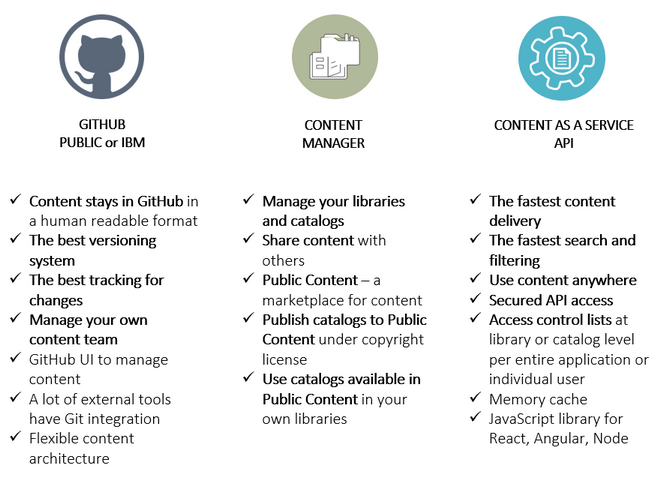 GITHUB
PUBLIC or IBM
Content stays in GitHub in
a human readable format
The best versioning
system
The best tracking for
changes
Manage your own
content team
GitHub UI to manage
content
A lot of external tools
have Git integration
Flexible content
architecture
CONTENT
MANAGER
Manage your libraries
and catalogs
Share content with
others
Public Content – a
marketplace for content
Publish catalogs to Public
Content under copyright
license
Use catalogs available in
Public Content in your
own libraries
CONTENT AS A SERVICE
API
The fastest content
delivery
The fastest search and
filtering
Use content anywhere
Secured API access
Access control lists at
library or catalog level
per entire application or
individual user
Memory cache
JavaScript library for
React, Angular, Node